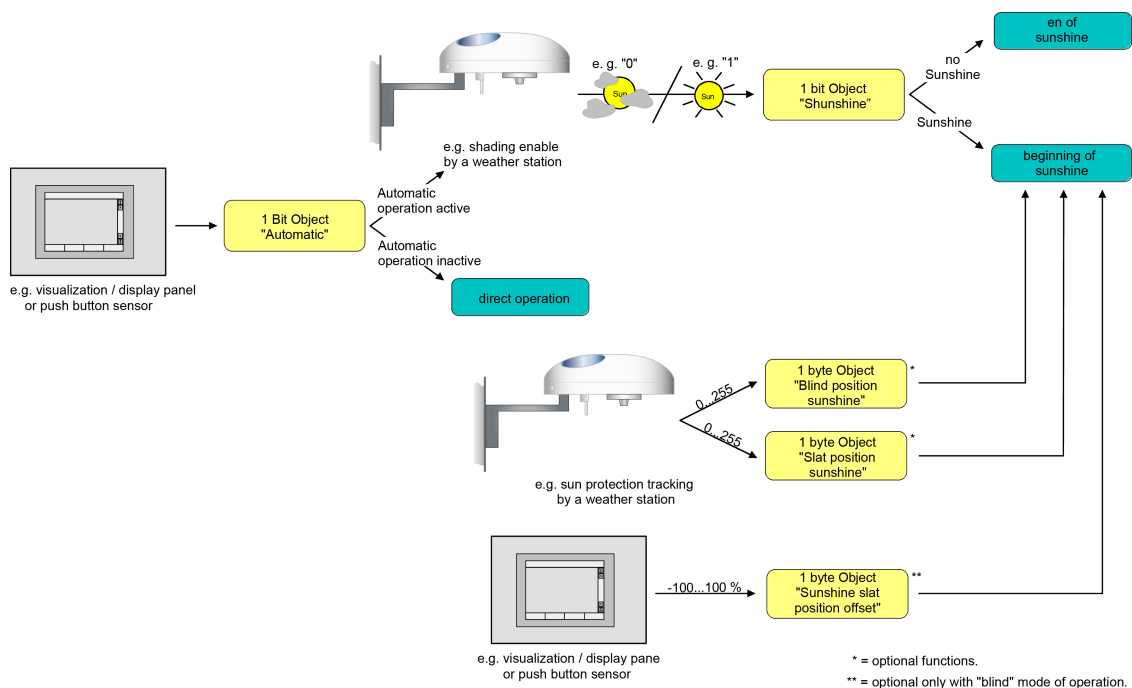 en of
sunshine
e. g. "0"
e. g. "1"
no
Sunshine
Sun
Sun
1 bit Object
"Shunshine"
Sunshine
e.g. shading enable
by a weather station
beginning of
sunshine
Automatic
operation active
1 Bit Object
"Automatic"
Automatic
operation inactive
e.g. visualization / display panel
or push button sensor
direct operation
1 byte Object
"Blind position
sunshine"
*
0...255
0...255
1 byte Object
"Slat position
sunshine"
*
e.g. sun protection tracking
by a weather station
-100...100 %
1 byte Object
"Sunshine slat
position offset"
**
e.g. visualization / display pane
or push button sensor
* = optional functions.
** = optional only with "blind" mode of operation.